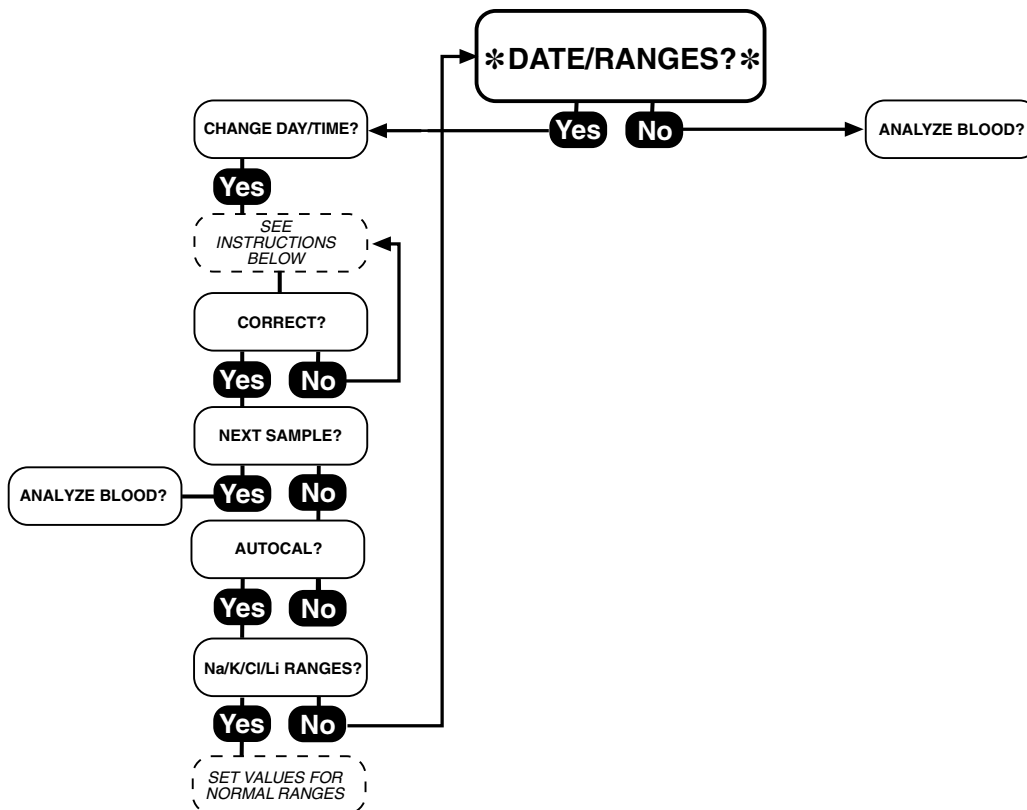 ✻DATE/RANGES?✻
Yes
No
CHANGE DAY/TIME?
ANALYZE BLOOD?
Yes
SEE
INSTRUCTIONS
BELOW
CORRECT?
Yes
No
NEXT SAMPLE?
Yes
No
ANALYZE BLOOD?
AUTOCAL?
Yes
No
Na/K/Cl/Li RANGES?
Yes
No
SET VALUES FOR
NORMAL RANGES